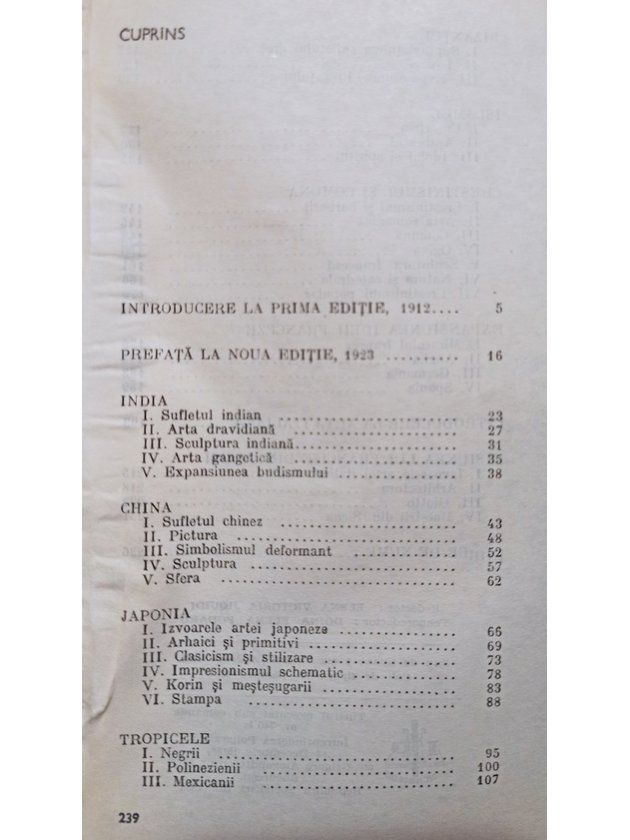 CUPRINS
INTRODUCERE LA PRIMA EDIȚIE, 1912.... 5
PREFAȚĂ LA NOUA EDIȚIE, 1923 .......... 16
INDIA
I. Sufletul indian .......................... 23
II. Arta dravidiană ........................ 27
III. Sculptura indiană...................... 31
IV. Arta gangetică ........................ 35
V. Expansiunea budismului ................ 38
CHINA
I. Sufletul chinez ........................ 43
II. Pictura ................................ 48
III. Simbolismul deformant .............. 52
IV. Sculptura ............................ 57
V. Sfera .................................. 62
JAPONIA
I. Izvoarele artei japoneze ................ 66
II. Arhaici și primitivi .................... 69
III. Clasicism și stilizare .................. 73
IV. Impresionismul schematic .............. 78
V. Korin și meșteșugarii .................. 83
VI. Stampa .............................. 88
TROPICELE
I. Negrii .................................. 95
II. Polinezienii .......................... 100
III. Mexicanii ............................ 107
239